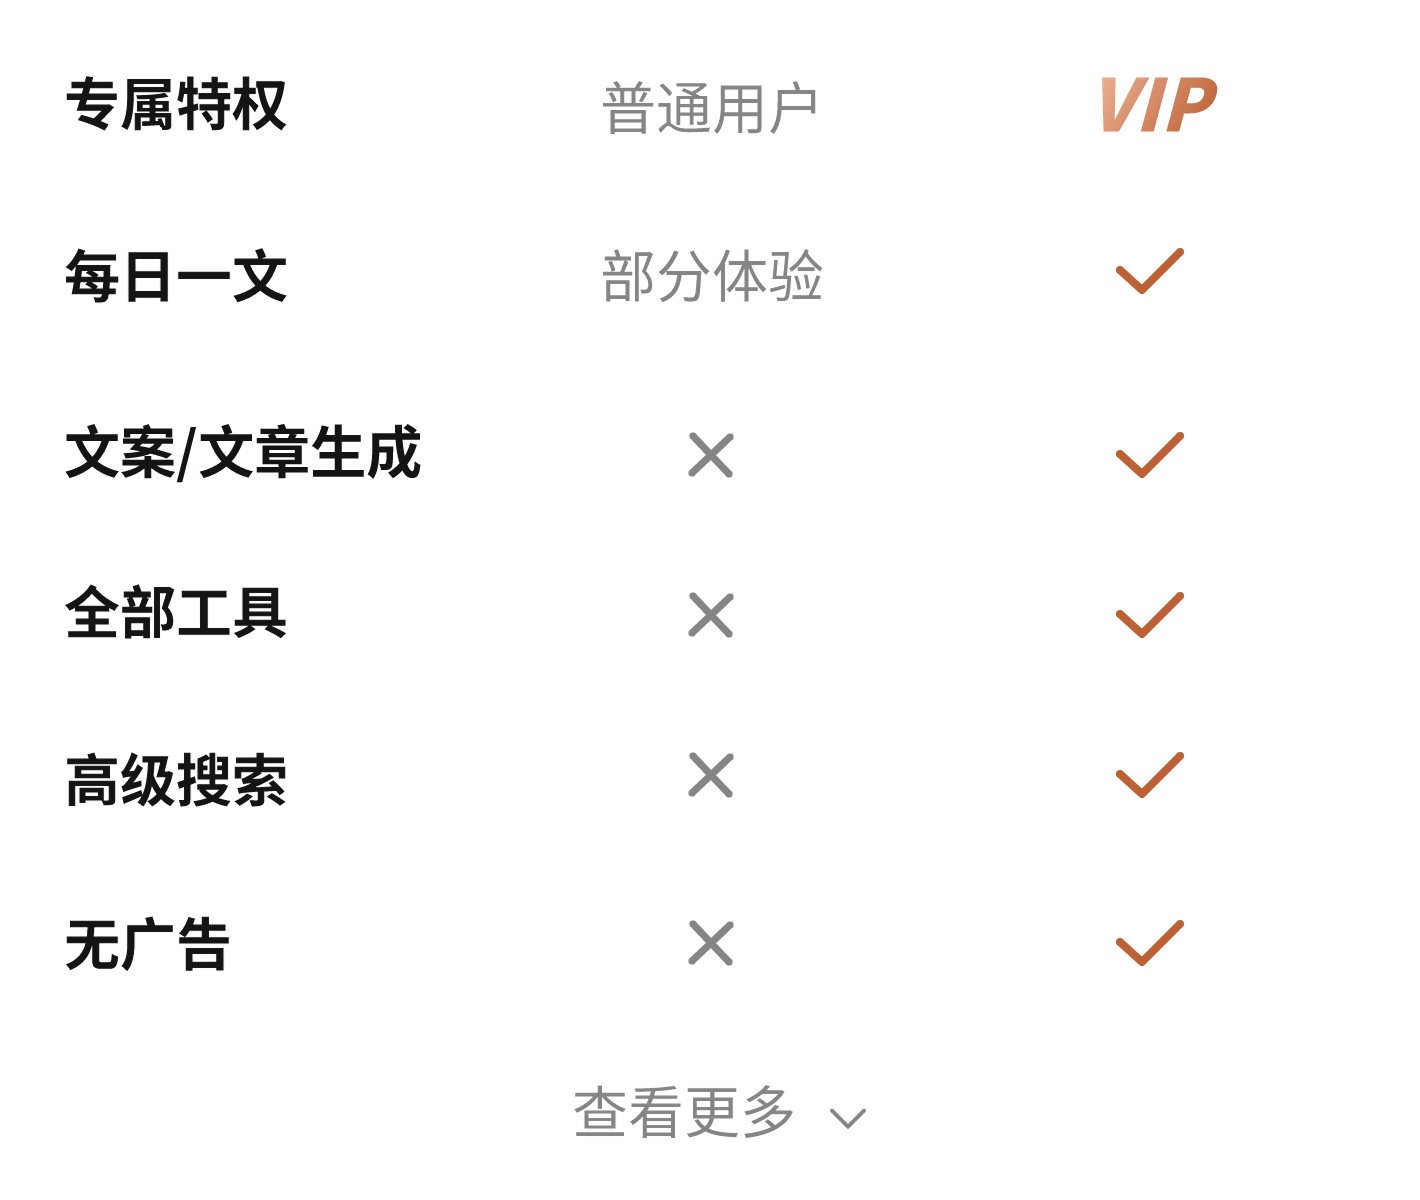 专属特权 普通用户 VIP
每日一文 部分体验
文案/文章生成
全部工具
高级搜索
无广告
查看更多